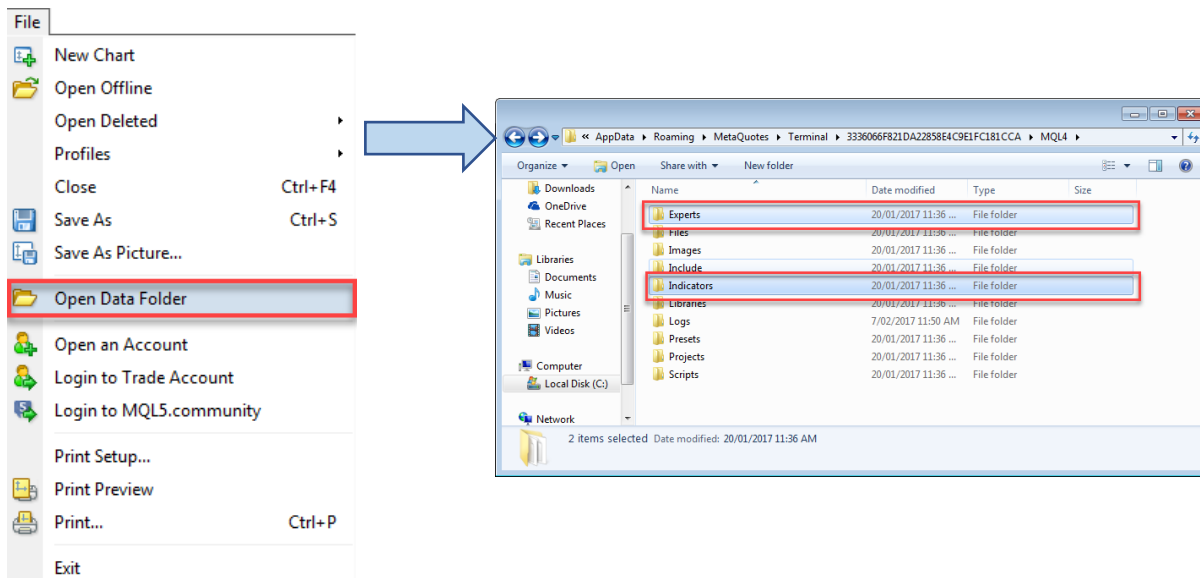 File
New Chart
Open Offline
Open Deleted
Profiles
Close Ctrl+F4
Save As Ctrl+S
Save As Picture...
Open Data Folder
Open an Account
Login to Trade Account
Login to MQL5.community
Print Setup...
Print Preview
Print... Ctrl+P
Exit
« AppData Roaming MetaQuotes Terminal 3336066F821DA22858E4C9E1FC181CCA MQL4
Organize Open Share with New folder
Downloads
OneDrive
Recent Places
Libraries
Documents
Music
Pictures
Videos
Computer
Local Disk (C:)
Network
Name Date modified Type Size
Experts 20/01/2017 11:36 ... File folder
Files 20/01/2017 11:36 ... File folder
Images 20/01/2017 11:36 ... File folder
Include 20/01/2017 11:36 ... File folder
Indicators 20/01/2017 11:36 ... File folder
Libraries 20/01/2017 11:36 ... File folder
Logs 7/02/2017 11:50 AM File folder
Presets 20/01/2017 11:36 ... File folder
Projects 20/01/2017 11:36 ... File folder
Scripts 20/01/2017 11:36 ... File folder
2 items selected Date modified: 20/01/2017 11:36 AM